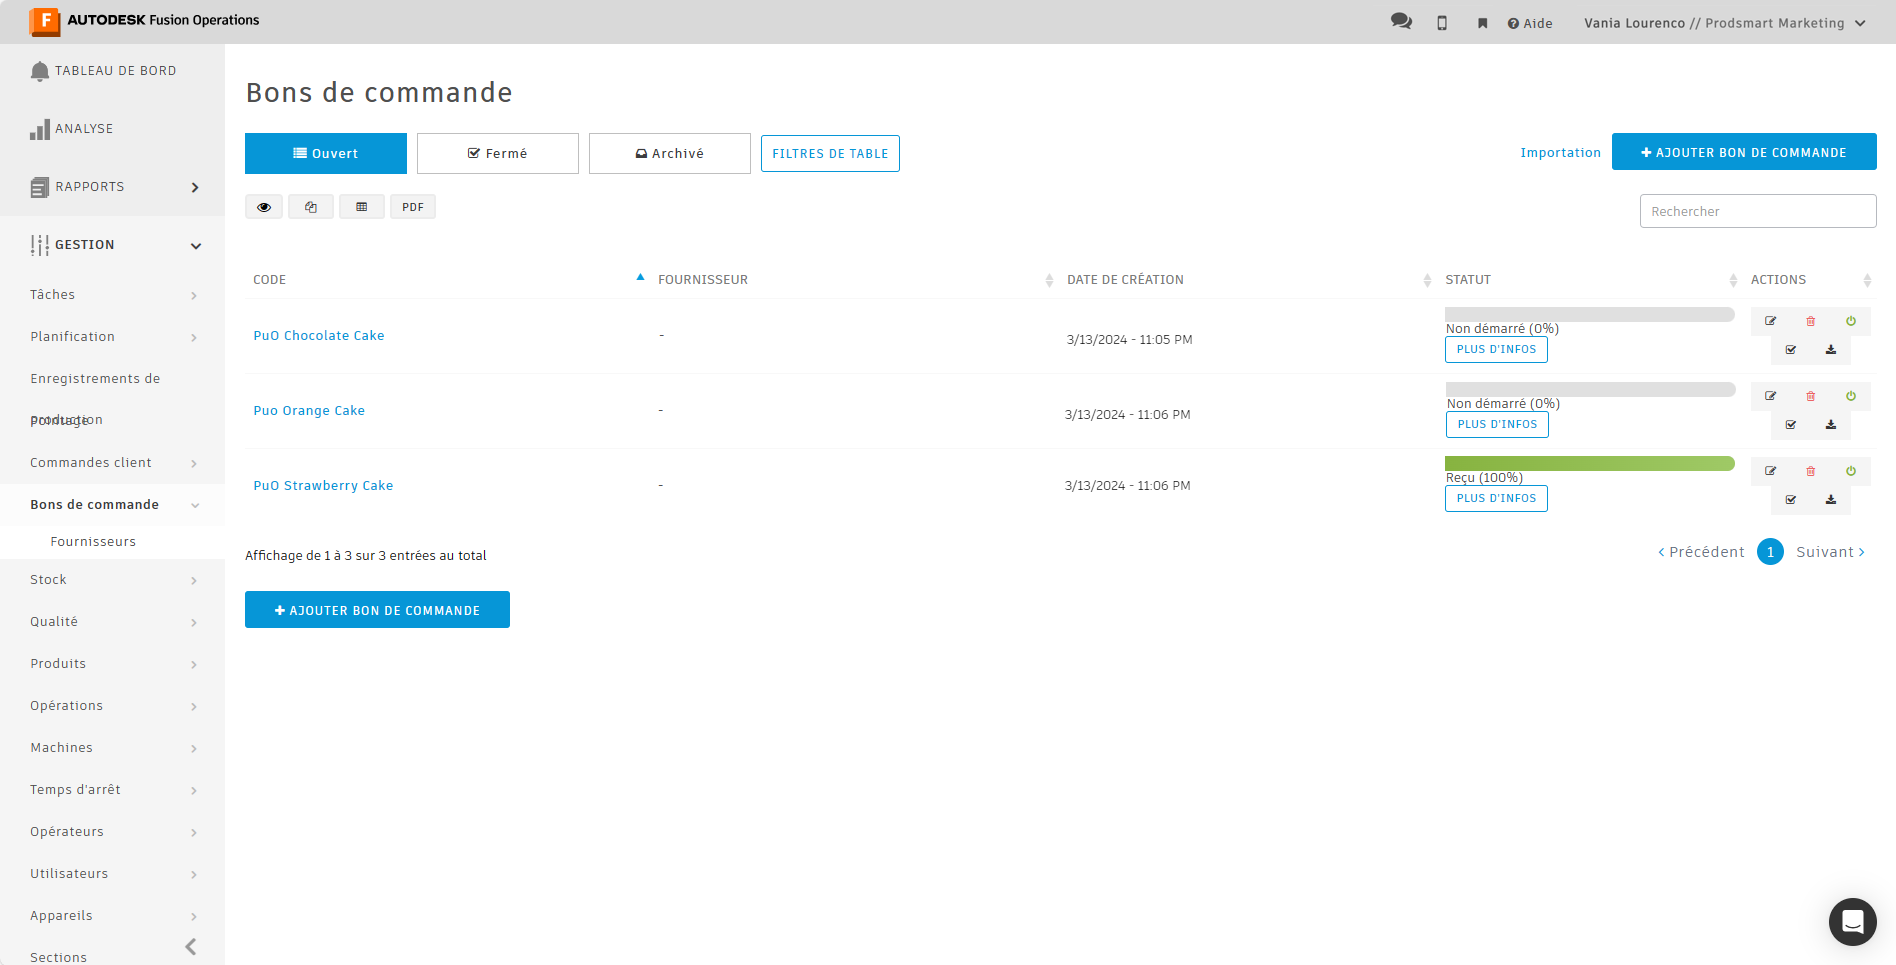 AUTODESK Fusion Operations
Aide
Vania Lourenco // Prodsmart Marketing
TABLEAU DE BORD
ANALYSE
RAPPORTS
GESTION
Tâches
Planification
Enregistrements de
production
Pointage
Commandes client
Bons de commande
Fournisseurs
Stock
Qualité
Produits
Opérations
Machines
Temps d'arrêt
Opérateurs
Utilisateurs
Appareils
Sections
Bons de commande
Ouvert
Fermé
Archivé
FILTRES DE TABLE
Importation
+ AJOUTER BON DE COMMANDE
PDF
Rechercher
CODE FOURNISSEUR DATE DE CRÉATION STATUT ACTIONS
PuO Chocolate Cake - 3/13/2024 - 11:05 PM Non démarré (0%)
PLUS D'INFOS
Puo Orange Cake - 3/13/2024 - 11:06 PM Non démarré (0%)
PLUS D'INFOS
PuO Strawberry Cake - 3/13/2024 - 11:06 PM Reçu (100%)
PLUS D'INFOS
Affichage de 1 à 3 sur 3 entrées au total
< Précédent 1 Suivant >
+ AJOUTER BON DE COMMANDE